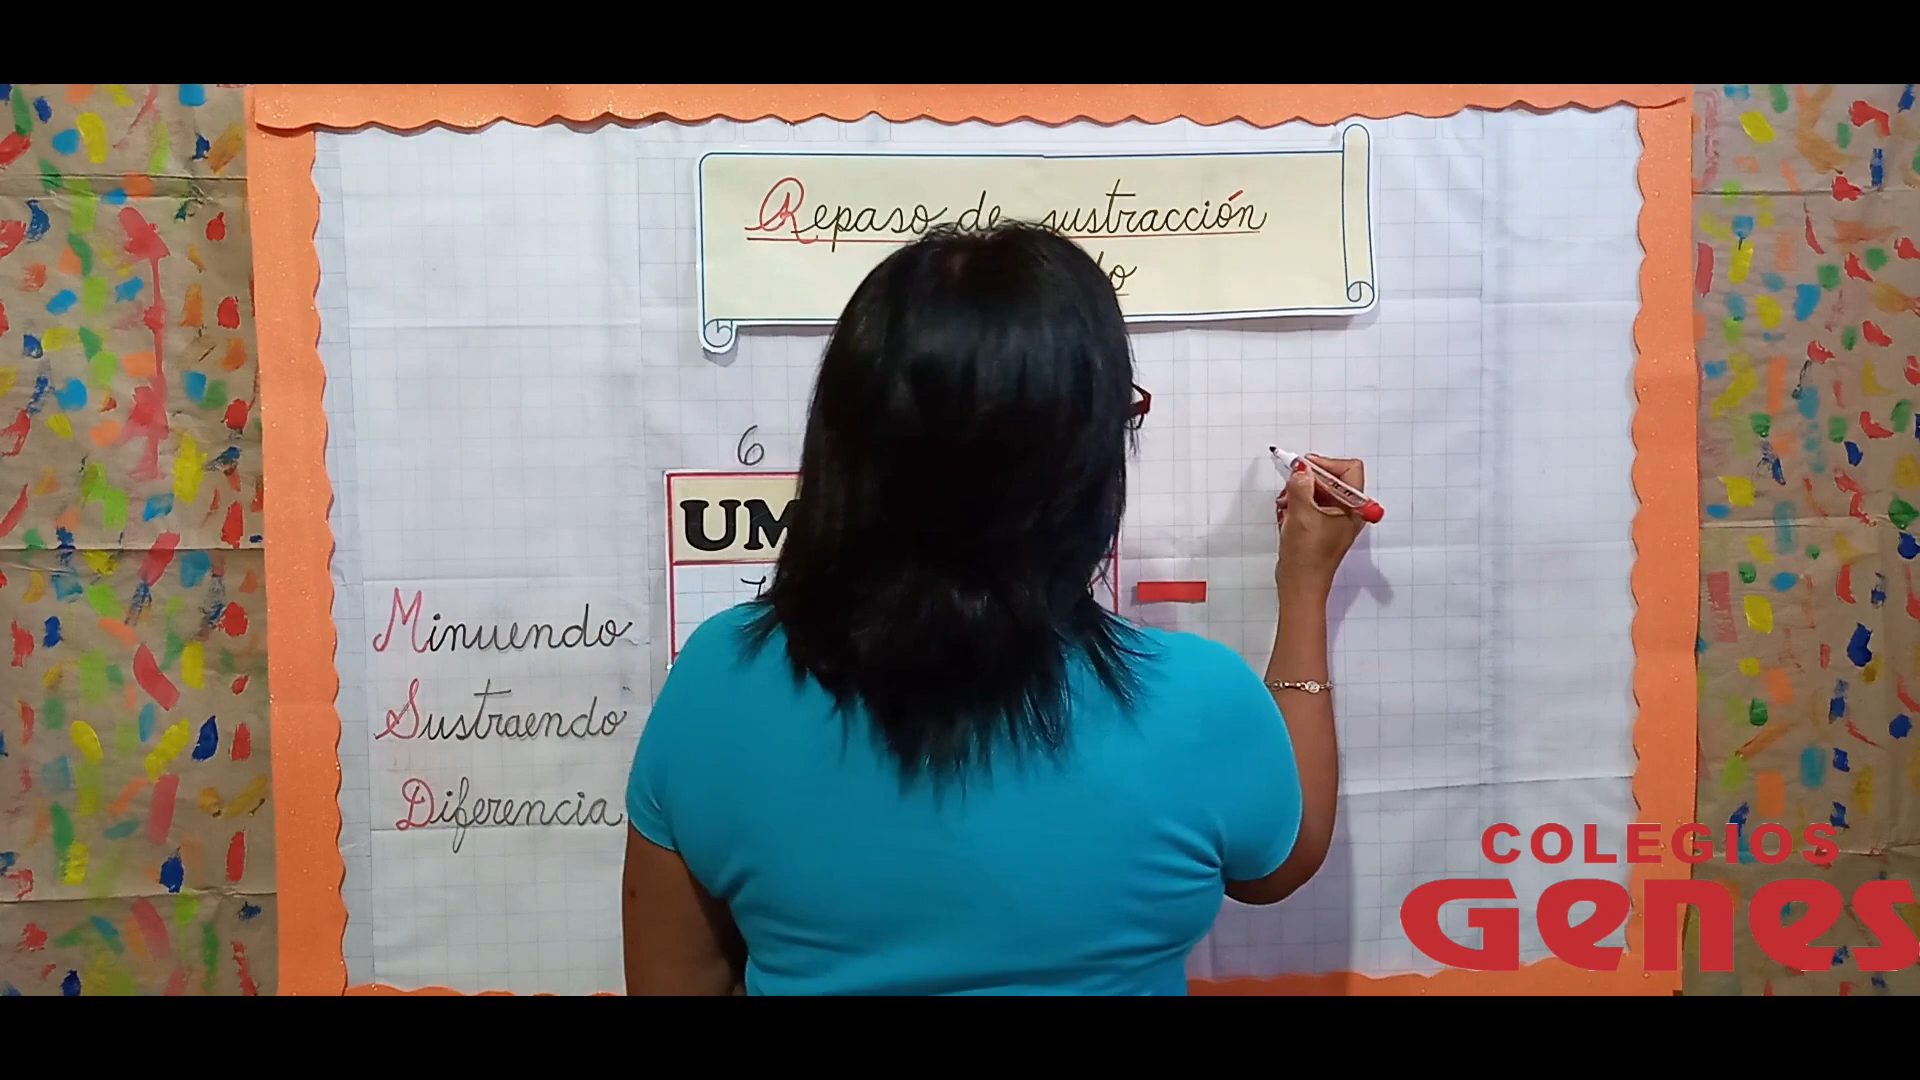 Repaso de sustracción
6
UM
Minuendo
Sustraendo
Diferencia
COLEGIOS
Genes